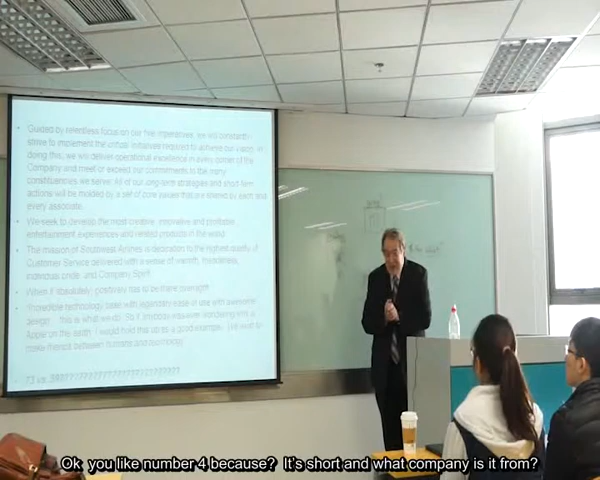 Guided by relentless focus on our five imperatives, we will constantly
strive to implement the critical initiatives required to achieve our vision. In
doing this, we will deliver operational excellence in every corner of the
Company and meet or exceed our commitments to the many
constituencies we serve. All of our long-term strategies and short-term
actions will be molded by a set of core values that are shared by each and
every associate.
We seek to develop the most creative, innovative and profitable
entertainment experiences and related products in the world.
The mission of Southwest Airlines is dedication to the highest quality of
Customer Service delivered with a sense of warmth, friendliness,
individual pride, and Company Spirit.
When it absolutely, positively has to be there overnight.
Incredible technology base with legendary ease of use with awesome
design. This is what we do. So if
Apple on the earth, I would hold this up as a good example.
make friends between humans and technology.
Ok you like number 4 because? It's short and what company is it from?